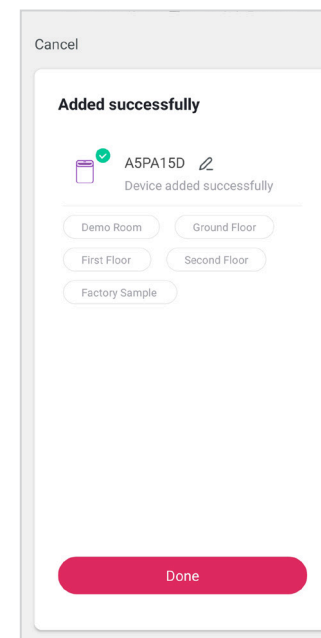 Cancel
Added successfully
A5PA15D
Device added successfully
Demo Room
Ground Floor
First Floor
Second Floor
Factory Sample
Done